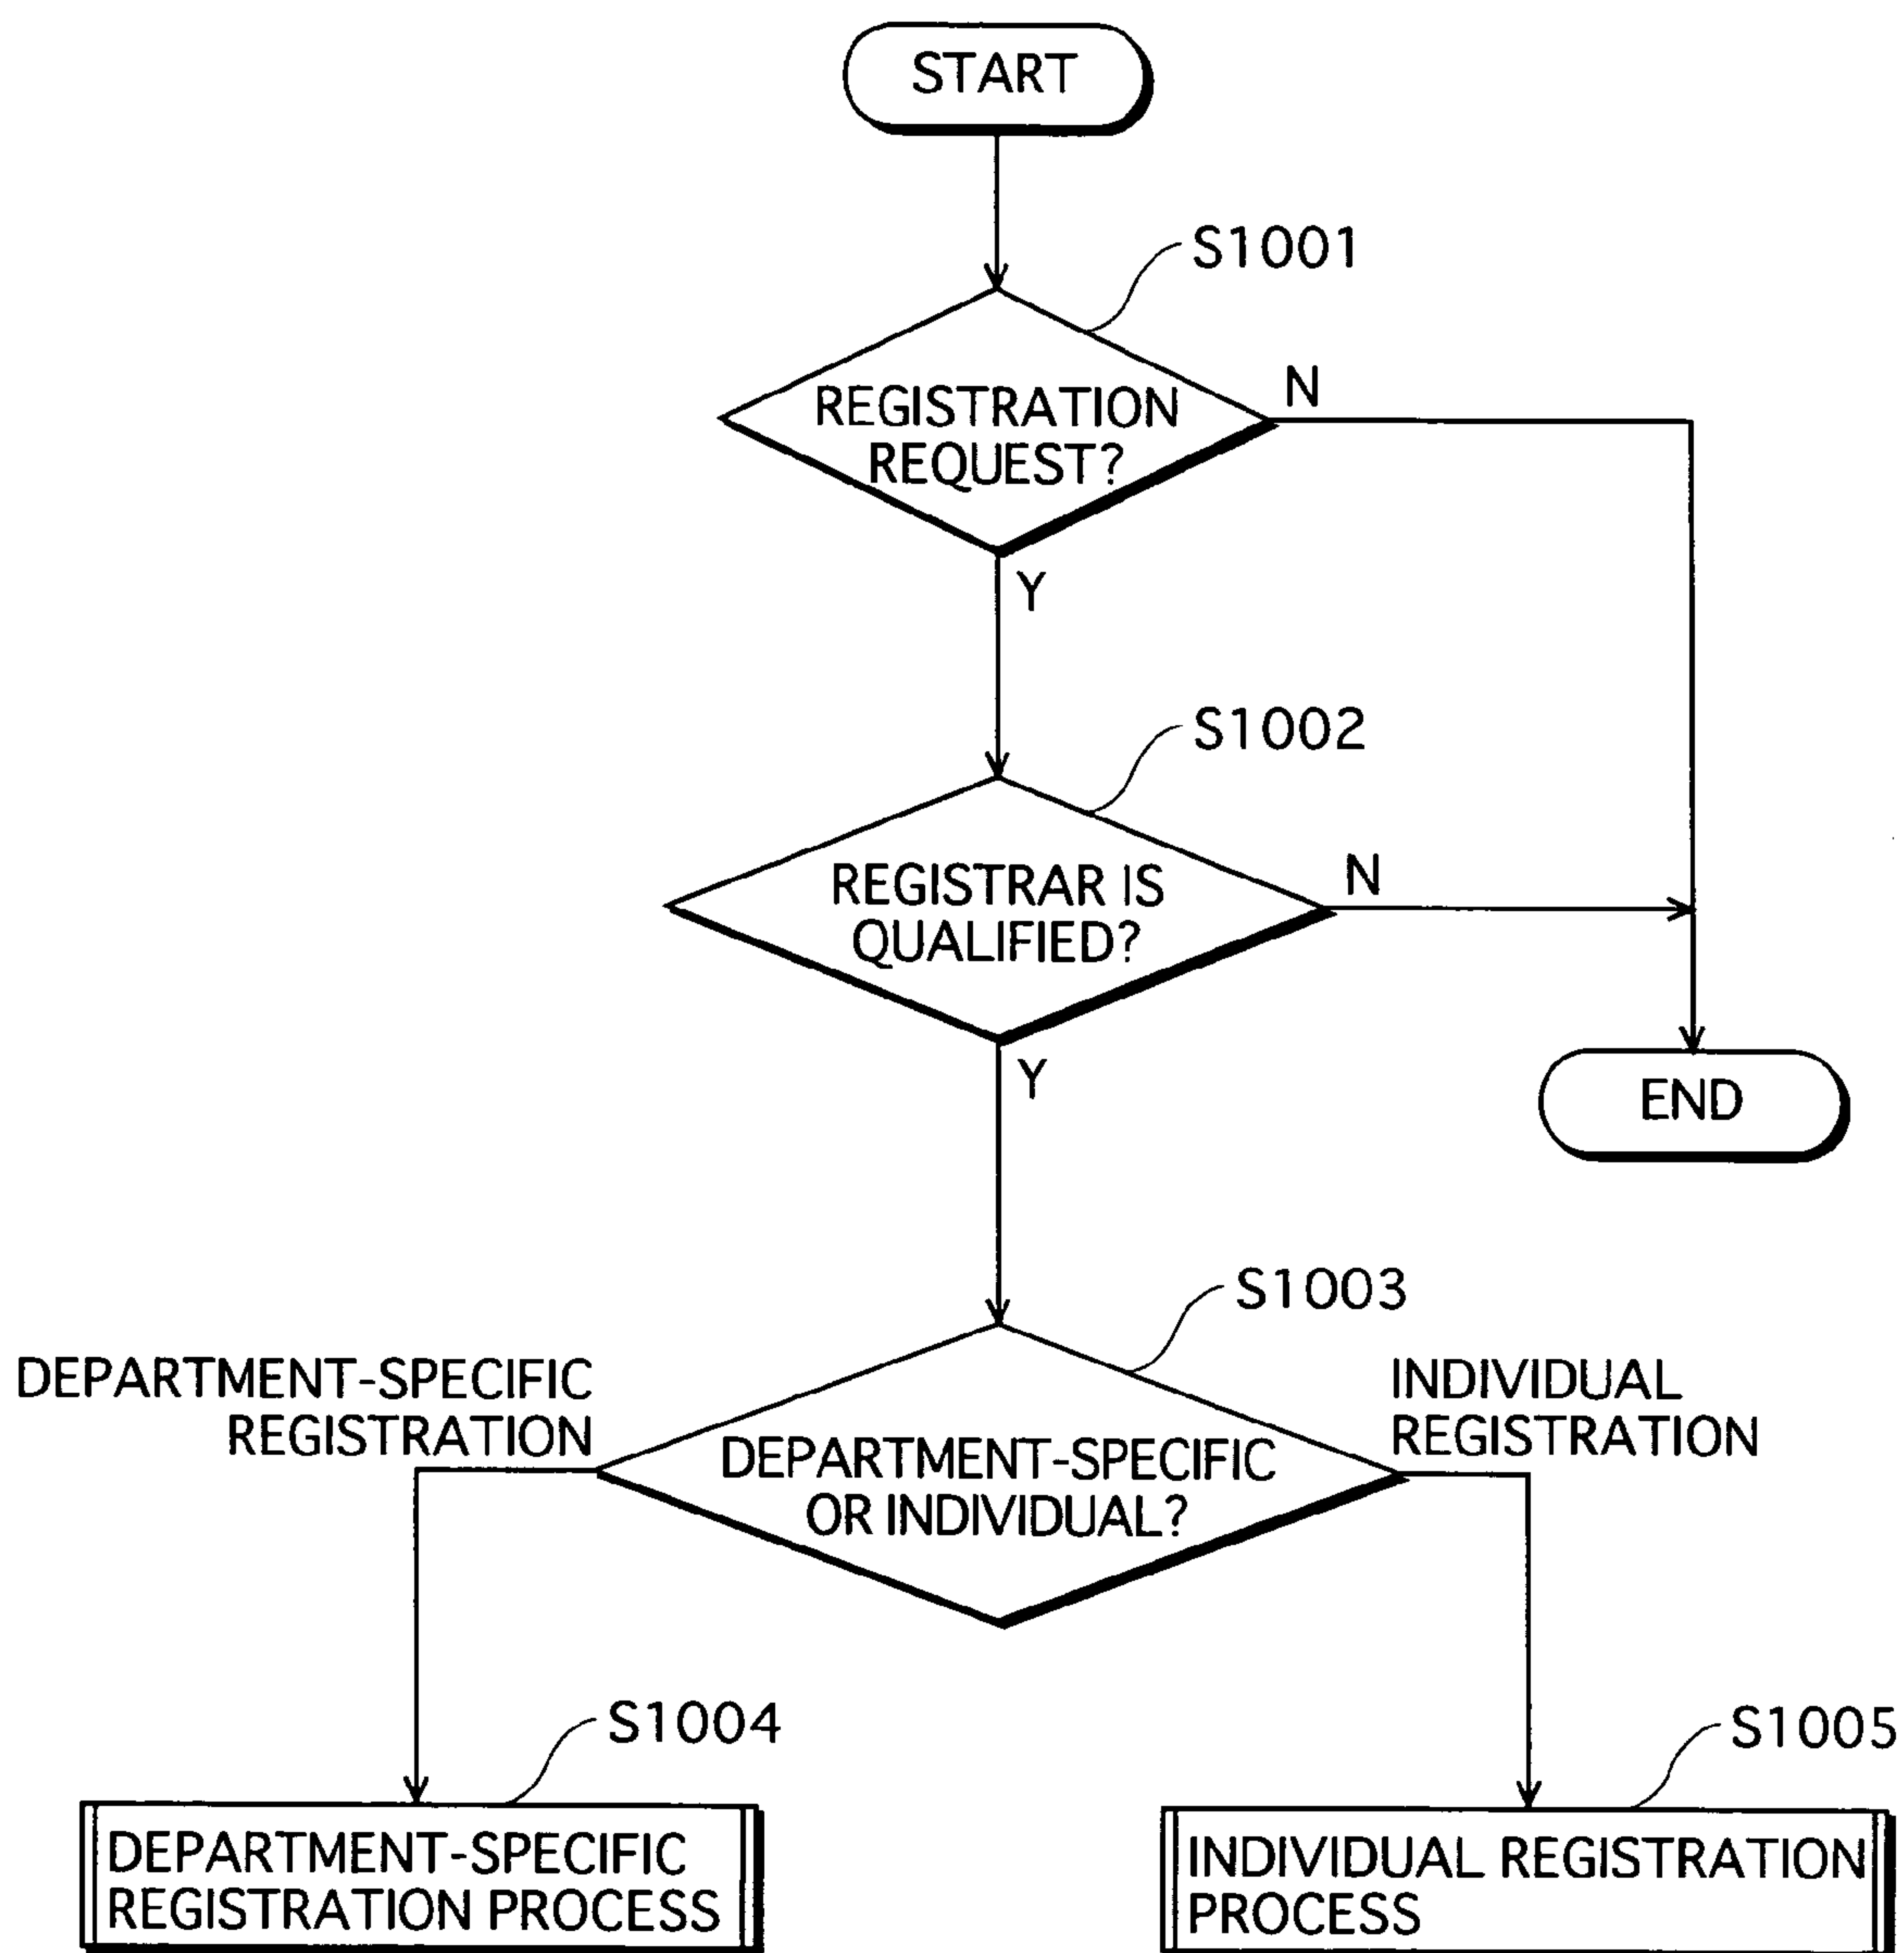 START
S1001
REGISTRATION
REQUEST?
N
Y
S1002
REGISTRAR IS
QUALIFIED?
N
Y
END
S1003
DEPARTMENT-SPECIFIC
REGISTRATION
INDIVIDUAL
REGISTRATION
DEPARTMENT-SPECIFIC
OR INDIVIDUAL?
S1004
S1005
DEPARTMENT-SPECIFIC
REGISTRATION PROCESS
INDIVIDUAL REGISTRATION
PROCESS